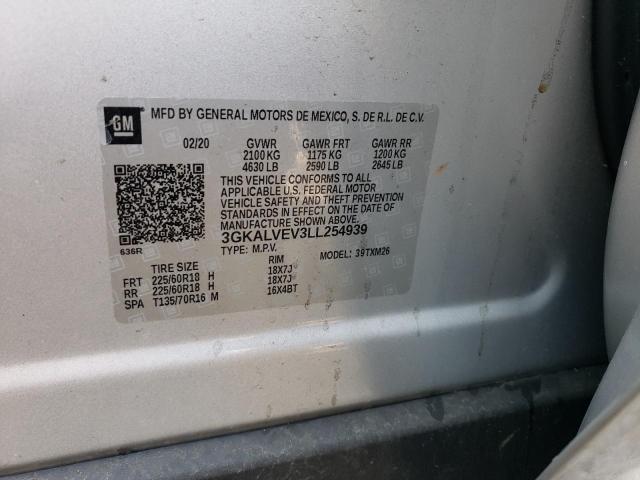 GM MFD BY GENERAL MOTORS DE MEXICO, S. DE R.L. DE C.V.
02/20 GVWR GAWR FRT GAWR RR
2100 KG 1175 KG 1200 KG
4630 LB 2590 LB 2645 LB
THIS VEHICLE CONFORMS TO ALL
APPLICABLE U.S. FEDERAL MOTOR
VEHICLE SAFETY AND THEFT PREVENTION
STANDARDS IN EFFECT ON THE DATE OF
MANUFACTURE SHOWN ABOVE.
636R 3GKALVEV3LL254939
TYPE: M.P.V. MODEL: 39TXM26
TIRE SIZE RIM
FRT 225/60R18 H 18X7J
RR 225/60R18 H 18X7J
SPA T135/70R16 M 16X4BT